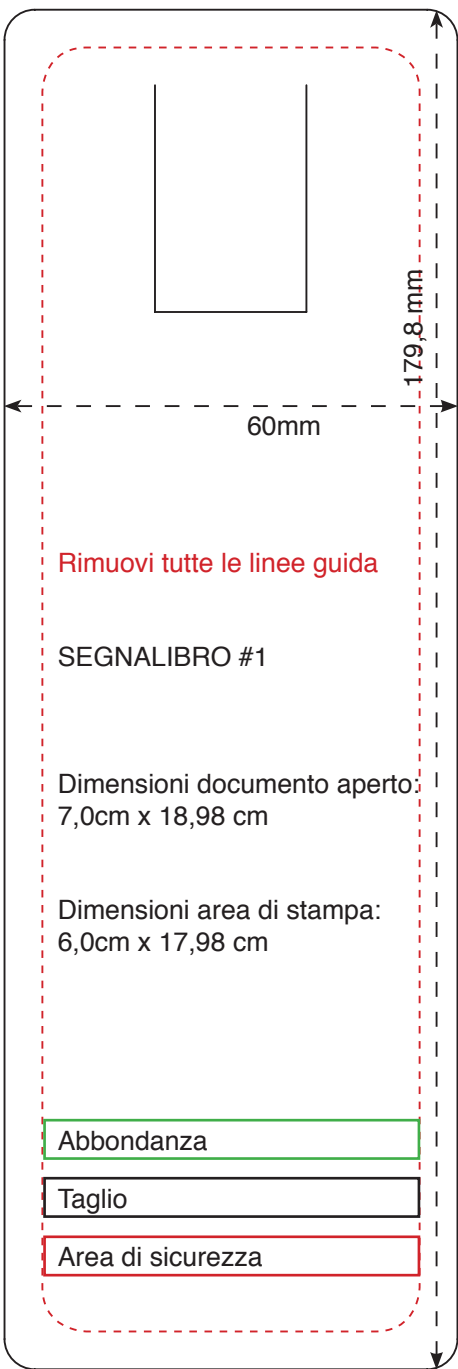 179,8 mm
60mm
Rimuovi tutte le linee guida
SEGNALIBRO #1
Dimensioni documento aperto:
7,0cm x 18,98 cm
Dimensioni area di stampa:
6,0cm x 17,98 cm
Abbondanza
Taglio
Area di sicurezza